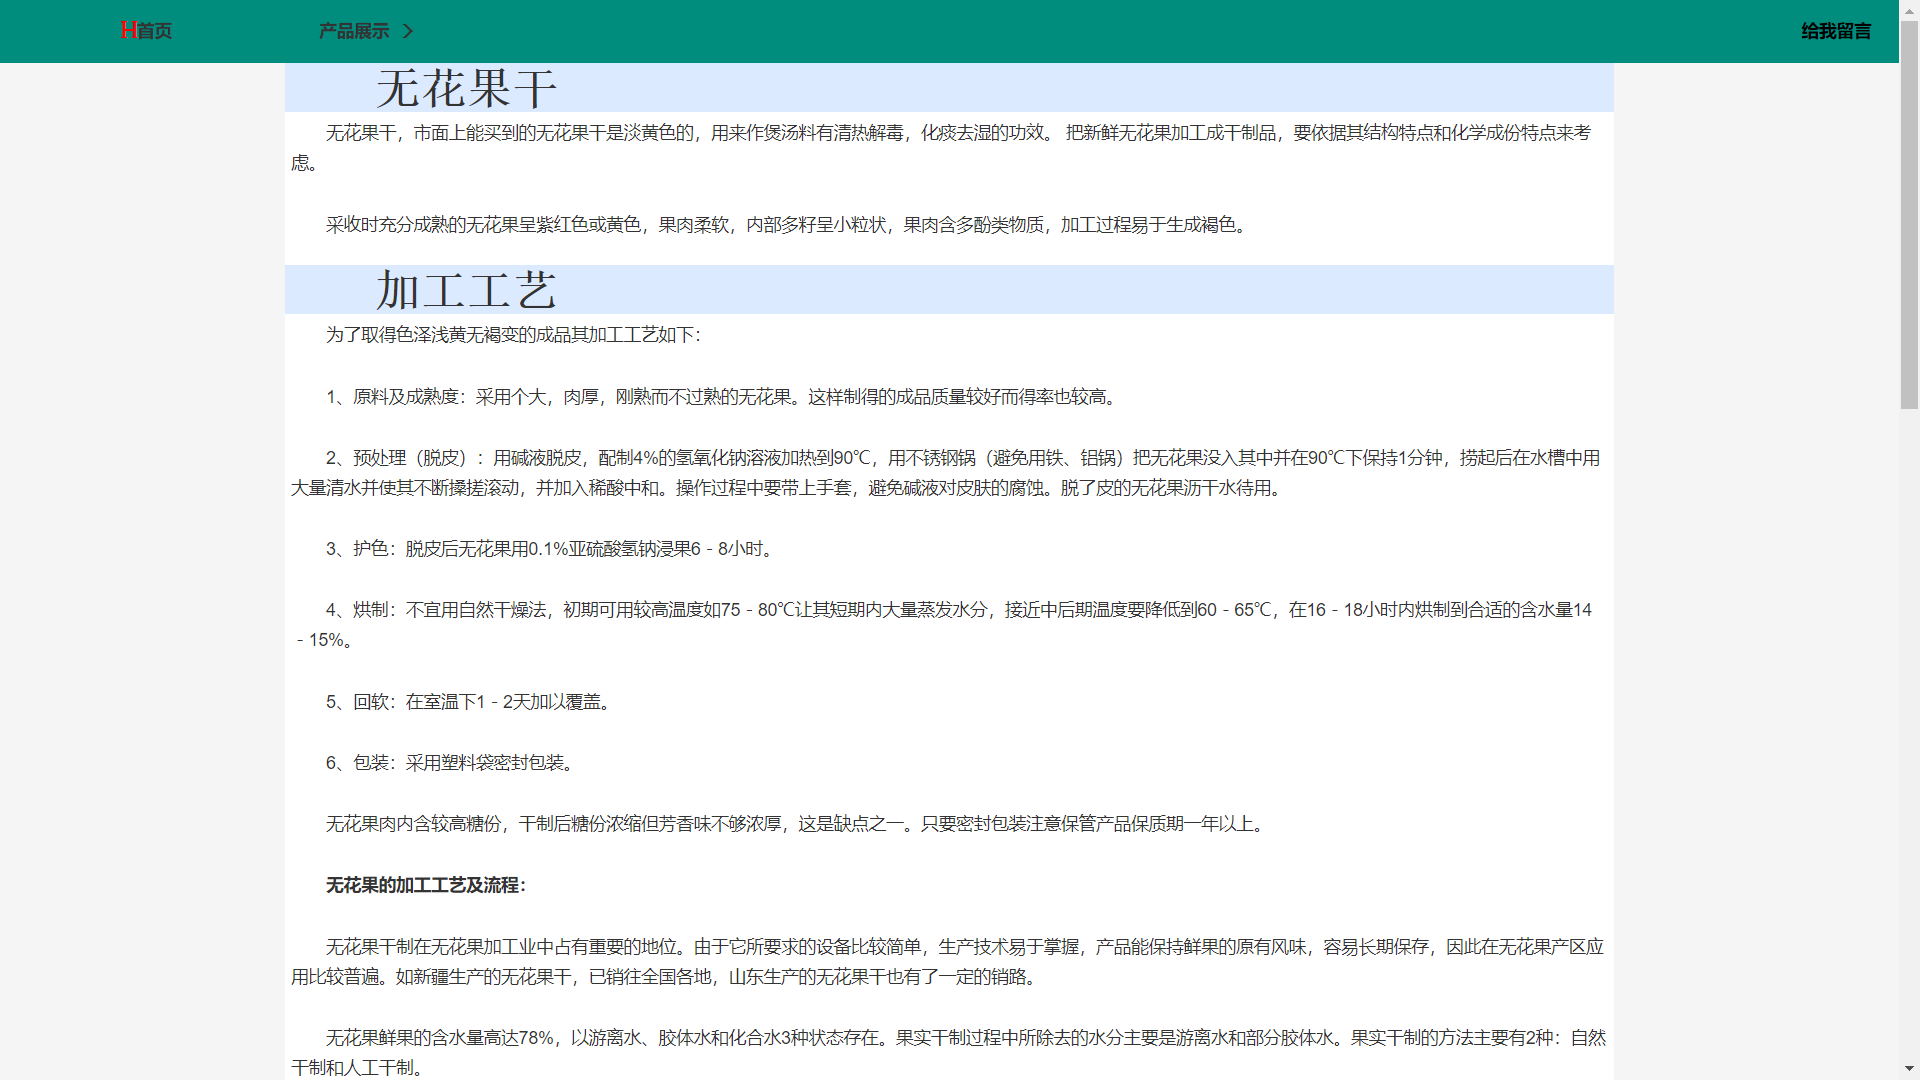 H首页 产品展示 给我留言
无花果干
无花果干，市面上能买到的无花果干是淡黄色的，用来作煲汤料有清热解毒，化痰去湿的功效。 把新鲜无花果加工成干制品，要依据其结构特点和化学成份特点来考
虑。
采收时充分成熟的无花果呈紫红色或黄色，果肉柔软，内部多籽呈小粒状，果肉含多酚类物质，加工过程易于生成褐色。
加工工艺
为了取得色泽浅黄无褐变的成品其加工工艺如下：
1、原料及成熟度：采用个大，肉厚，刚熟而不过熟的无花果。这样制得的成品质量较好而得率也较高。
2、预处理（脱皮）：用碱液脱皮，配制4%的氢氧化钠溶液加热到90℃，用不锈钢锅（避免用铁、铝锅）把无花果没入其中并在90℃下保持1分钟，捞起后在水槽中用
大量清水并使其不断搡搓滚动，并加入稀酸中和。操作过程中要带上手套，避免碱液对皮肤的腐蚀。脱了皮的无花果沥干水待用。
3、护色：脱皮后无花果用0.1%亚硫酸氢钠浸果6－8小时。
4、烘制：不宜用自然干燥法，初期可用较高温度如75－80℃让其短期内大量蒸发水分，接近中后期温度要降低到60－65℃，在16－18小时内烘制到合适的含水量14
－15%。
5、回软：在室温下1－2天加以覆盖。
6、包装：采用塑料袋密封包装。
无花果肉内含较高糖份，干制后糖份浓缩但芳香味不够浓厚，这是缺点之一。只要密封包装注意保管产品保质期一年以上。
无花果的加工工艺及流程：
无花果干制在无花果加工业中占有重要的地位。由于它所要求的设备比较简单，生产技术易于掌握，产品能保持鲜果的原有风味，容易长期保存，因此在无花果产区应
用比较普遍。如新疆生产的无花果干，已销往全国各地，山东生产的无花果干也有了一定的销路。
无花果鲜果的含水量高达78%，以游离水、胶体水和化合水3种状态存在。果实干制过程中所除去的水分主要是游离水和部分胶体水。果实干制的方法主要有2种：自然
干制和人工干制。